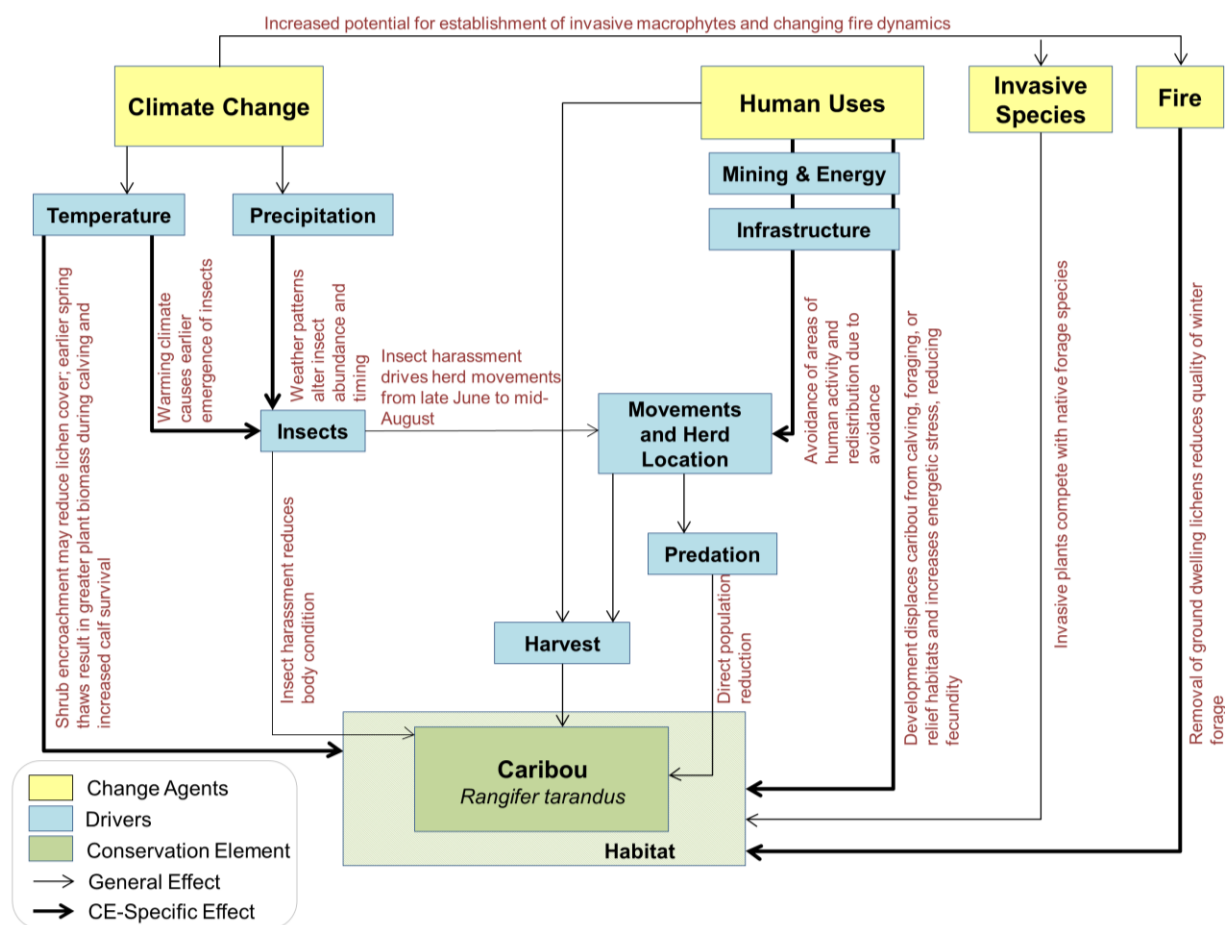 Increased potential for establishment of invasive macrophytes and changing fire dynamics
Climate Change
Human Uses
Invasive
Species
Fire
Mining & Energy
Temperature
Precipitation
Infrastructure
Shrub encroachment may reduce lichen cover; earlier spring
thaws result in greater plant biomass during calving and
increased calf survival
Warming climate
causes earlier
emergence of insects
Weather patterns
alter insect
abundance and
timing
Insect harassment
drives herd movements
from late June to mid-
August
Insects
Movements
and Herd
Location
Avoidance of areas of
human activity and
redistribution due to
avoidance
Development displaces caribou from calving, foraging, or
relief habitats and increases energetic stress, reducing
fecundity
Invasive plants compete with native forage species
Removal of ground dwelling lichens reduces quality of winter
forage
Predation
Insect harassment reduces
body condition
Harvest
Direct population
reduction
Caribou
Rangifer tarandus
Habitat
Change Agents
Drivers
Conservation Element
General Effect
CE-Specific Effect